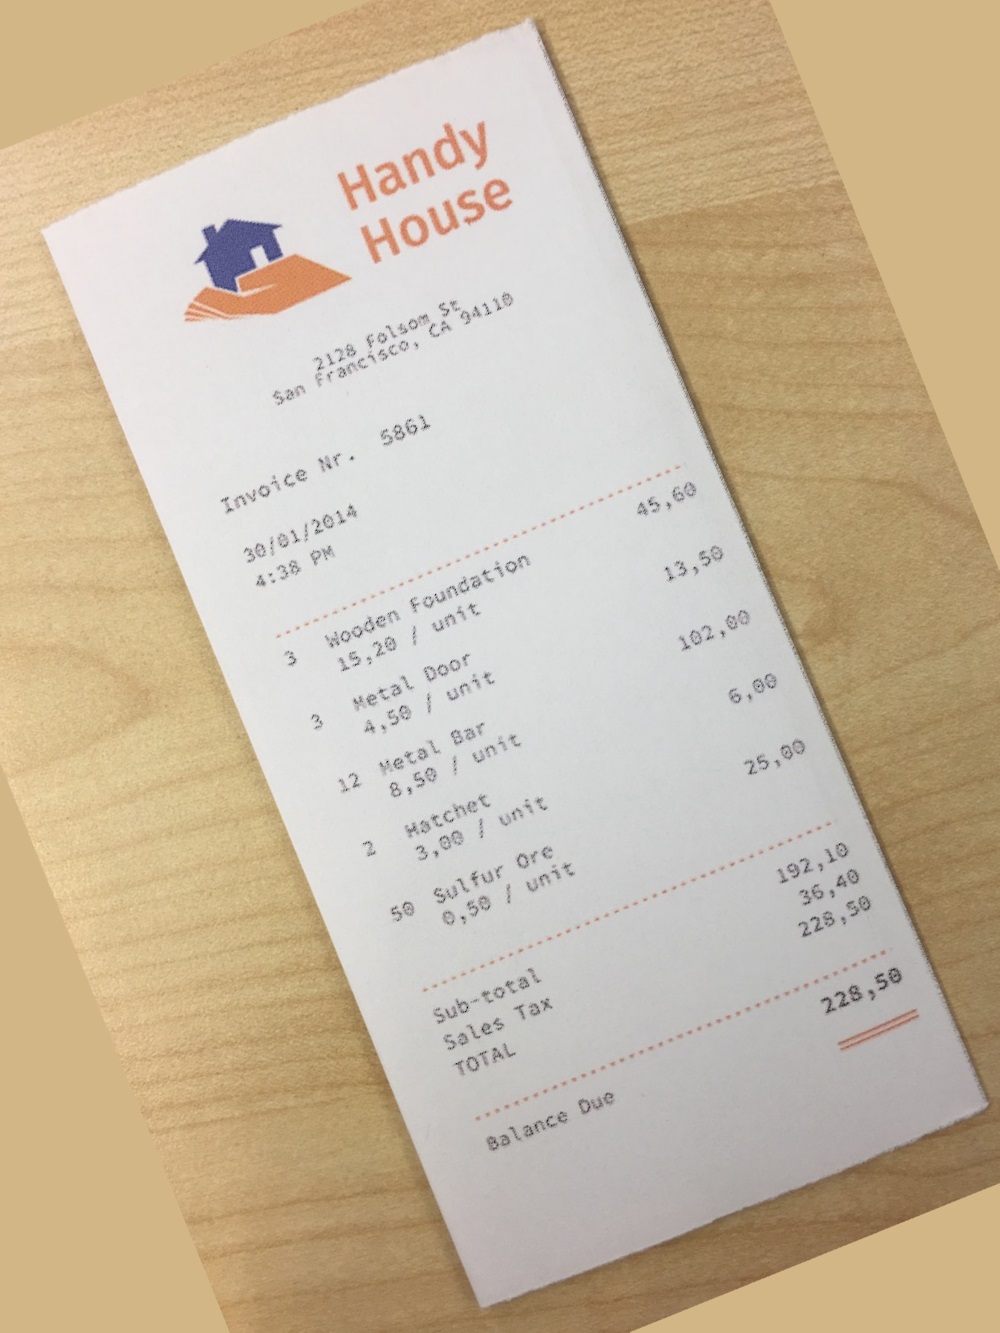 Handy
House
2128 Folsom St
San Francisco, CA 94110
Invoice Nr. 5861
30/01/2014
4:38 PM
3 Wooden Foundation 45,60
15,20 / unit
3 Metal Door 13,50
4,50 / unit
12 Metal Bar 102,00
8,50 / unit
2 Hatchet 6,00
3,00 / unit
50 Sulfur Ore 25,00
0,50 / unit
Sub-total 192,10
Sales Tax 36,40
TOTAL 228,50
Balance Due 228,50